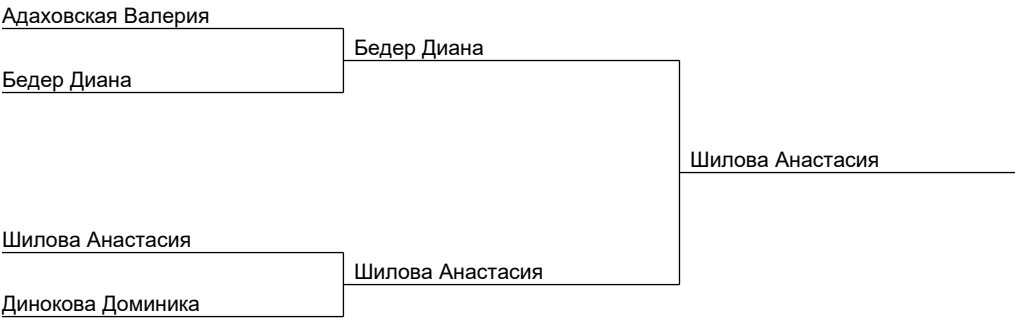 Адаховская Валерия
Бедер Диана
Бедер Диана
Шилова Анастасия
Шилова Анастасия
Шилова Анастасия
Динокова Доминика